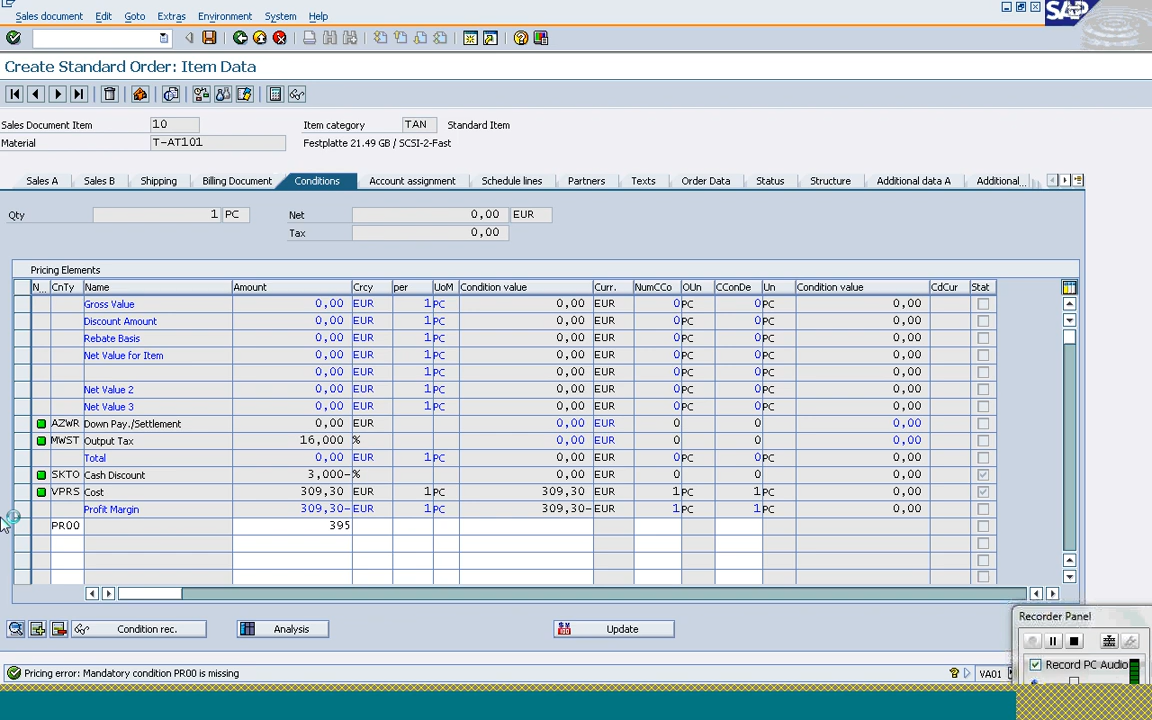 Sales document Edit Goto Extras Environment System Help
SAP
Create Standard Order: Item Data
Sales Document Item 10 Item category TAN Standard Item
Material T-AT101 Festplatte 21.49 GB / SCSI-2-Fast
Sales A Sales B Shipping Billing Document Conditions Account assignment Schedule lines Partners Texts Order Data Status Structure Additional data A Additional...
Qty 1 PC Net 0,00 EUR
Tax 0,00
Pricing Elements
N... CnTy Name Amount Crcy per UoM Condition value Curr. NumCCo OUn CConDe Un Condition value CdCur Stat
Gross Value 0,00 EUR 1 PC 0,00 EUR 0 PC 0 PC 0,00
Discount Amount 0,00 EUR 1 PC 0,00 EUR 0 PC 0 PC 0,00
Rebate Basis 0,00 EUR 1 PC 0,00 EUR 0 PC 0 PC 0,00
Net Value for Item 0,00 EUR 1 PC 0,00 EUR 0 PC 0 PC 0,00
0,00 EUR 1 PC 0,00 EUR 0 PC 0 PC 0,00
Net Value 2 0,00 EUR 1 PC 0,00 EUR 0 PC 0 PC 0,00
Net Value 3 0,00 EUR 1 PC 0,00 EUR 0 PC 0 PC 0,00
AZWR Down Pay./Settlement 0,00 EUR 0,00 EUR 0 0 0,00
MWST Output Tax 16,000 % 0,00 EUR 0 0 0,00
Total 0,00 EUR 1 PC 0,00 EUR 0 PC 0 PC 0,00
SKTO Cash Discount 3,000- % 0,00 EUR 0 0 0,00
VPRS Cost 309,30 EUR 1 PC 309,30 EUR 1 PC 1 PC 0,00
Profit Margin 309,30- EUR 1 PC 309,30- EUR 1 PC 1 PC 0,00
PR00 395
Condition rec. Analysis Update
Recorder Panel
Record PC Audio
Pricing error: Mandatory condition PR00 is missing
VA01